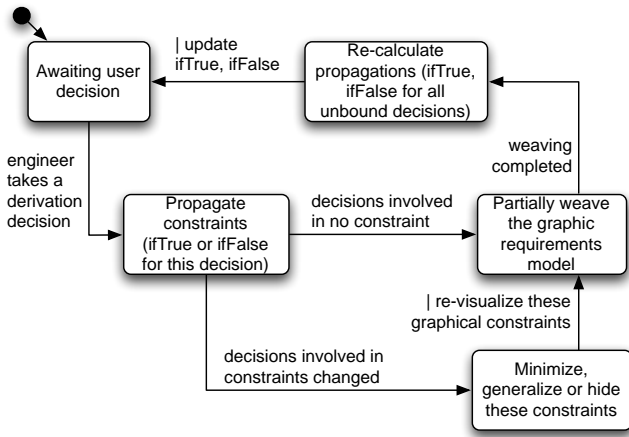 Awaiting user
decision
| update
ifTrue, ifFalse
Re-calculate
propagations (ifTrue,
ifFalse for all
unbound decisions)
engineer
takes a
derivation
decision
weaving
completed
Propagate
constraints
(ifTrue or ifFalse
for this decision)
decisions involved
in no constraint
Partially weave
the graphic
requirements
model
| re-visualize these
graphical constraints
decisions involved in
constraints changed
Minimize,
generalize or hide
these constraints